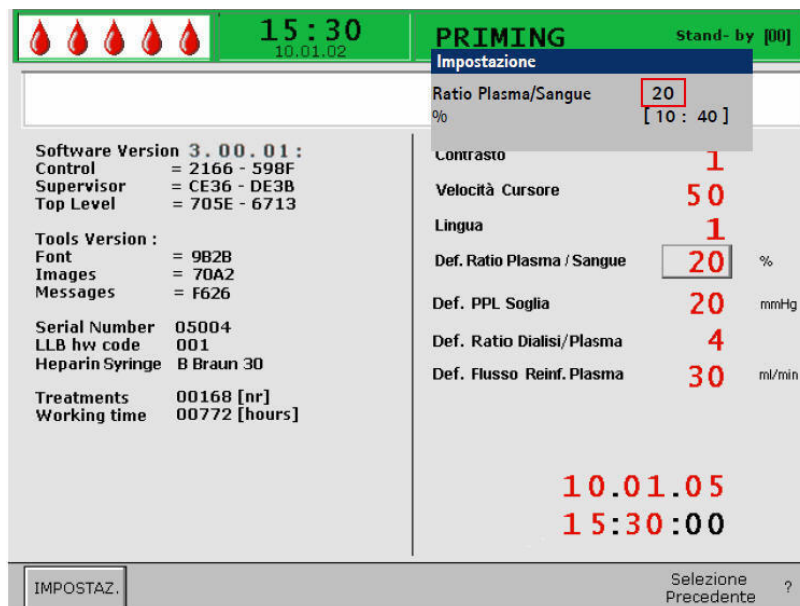 15:30
10.01.02
PRIMING
Stand- by [00]
Impostazione
Ratio Plasma/Sangue 20
% [ 10 : 40 ]
Software Version 3.00.01:
Control = 2166 - 598F
Supervisor = CE36 - DE3B
Top Level = 705E - 6713
Tools Version :
Font = 9B2B
Images = 70A2
Messages = F626
Serial Number 05004
LLB hw code 001
Heparin Syringe B Braun 30
Treatments 00168 [nr]
Working time 00772 [hours]
Contrasto 1
Velocità Cursore 50
Lingua 1
Def. Ratio Plasma / Sangue 20 %
Def. PPL Soglia 20 mmHg
Def. Ratio Dialisi/Plasma 4
Def. Flusso Reinf. Plasma 30 ml/min
10.01.05
15:30:00
IMPOSTAZ.
Selezione
Precedente ?